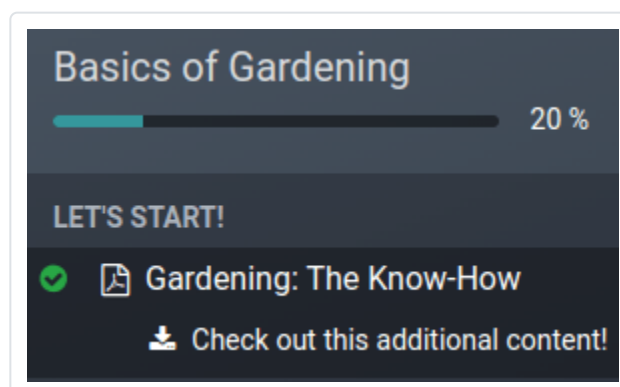 Basics of Gardening
20 %
LET'S START!
Gardening: The Know-How
Check out this additional content!